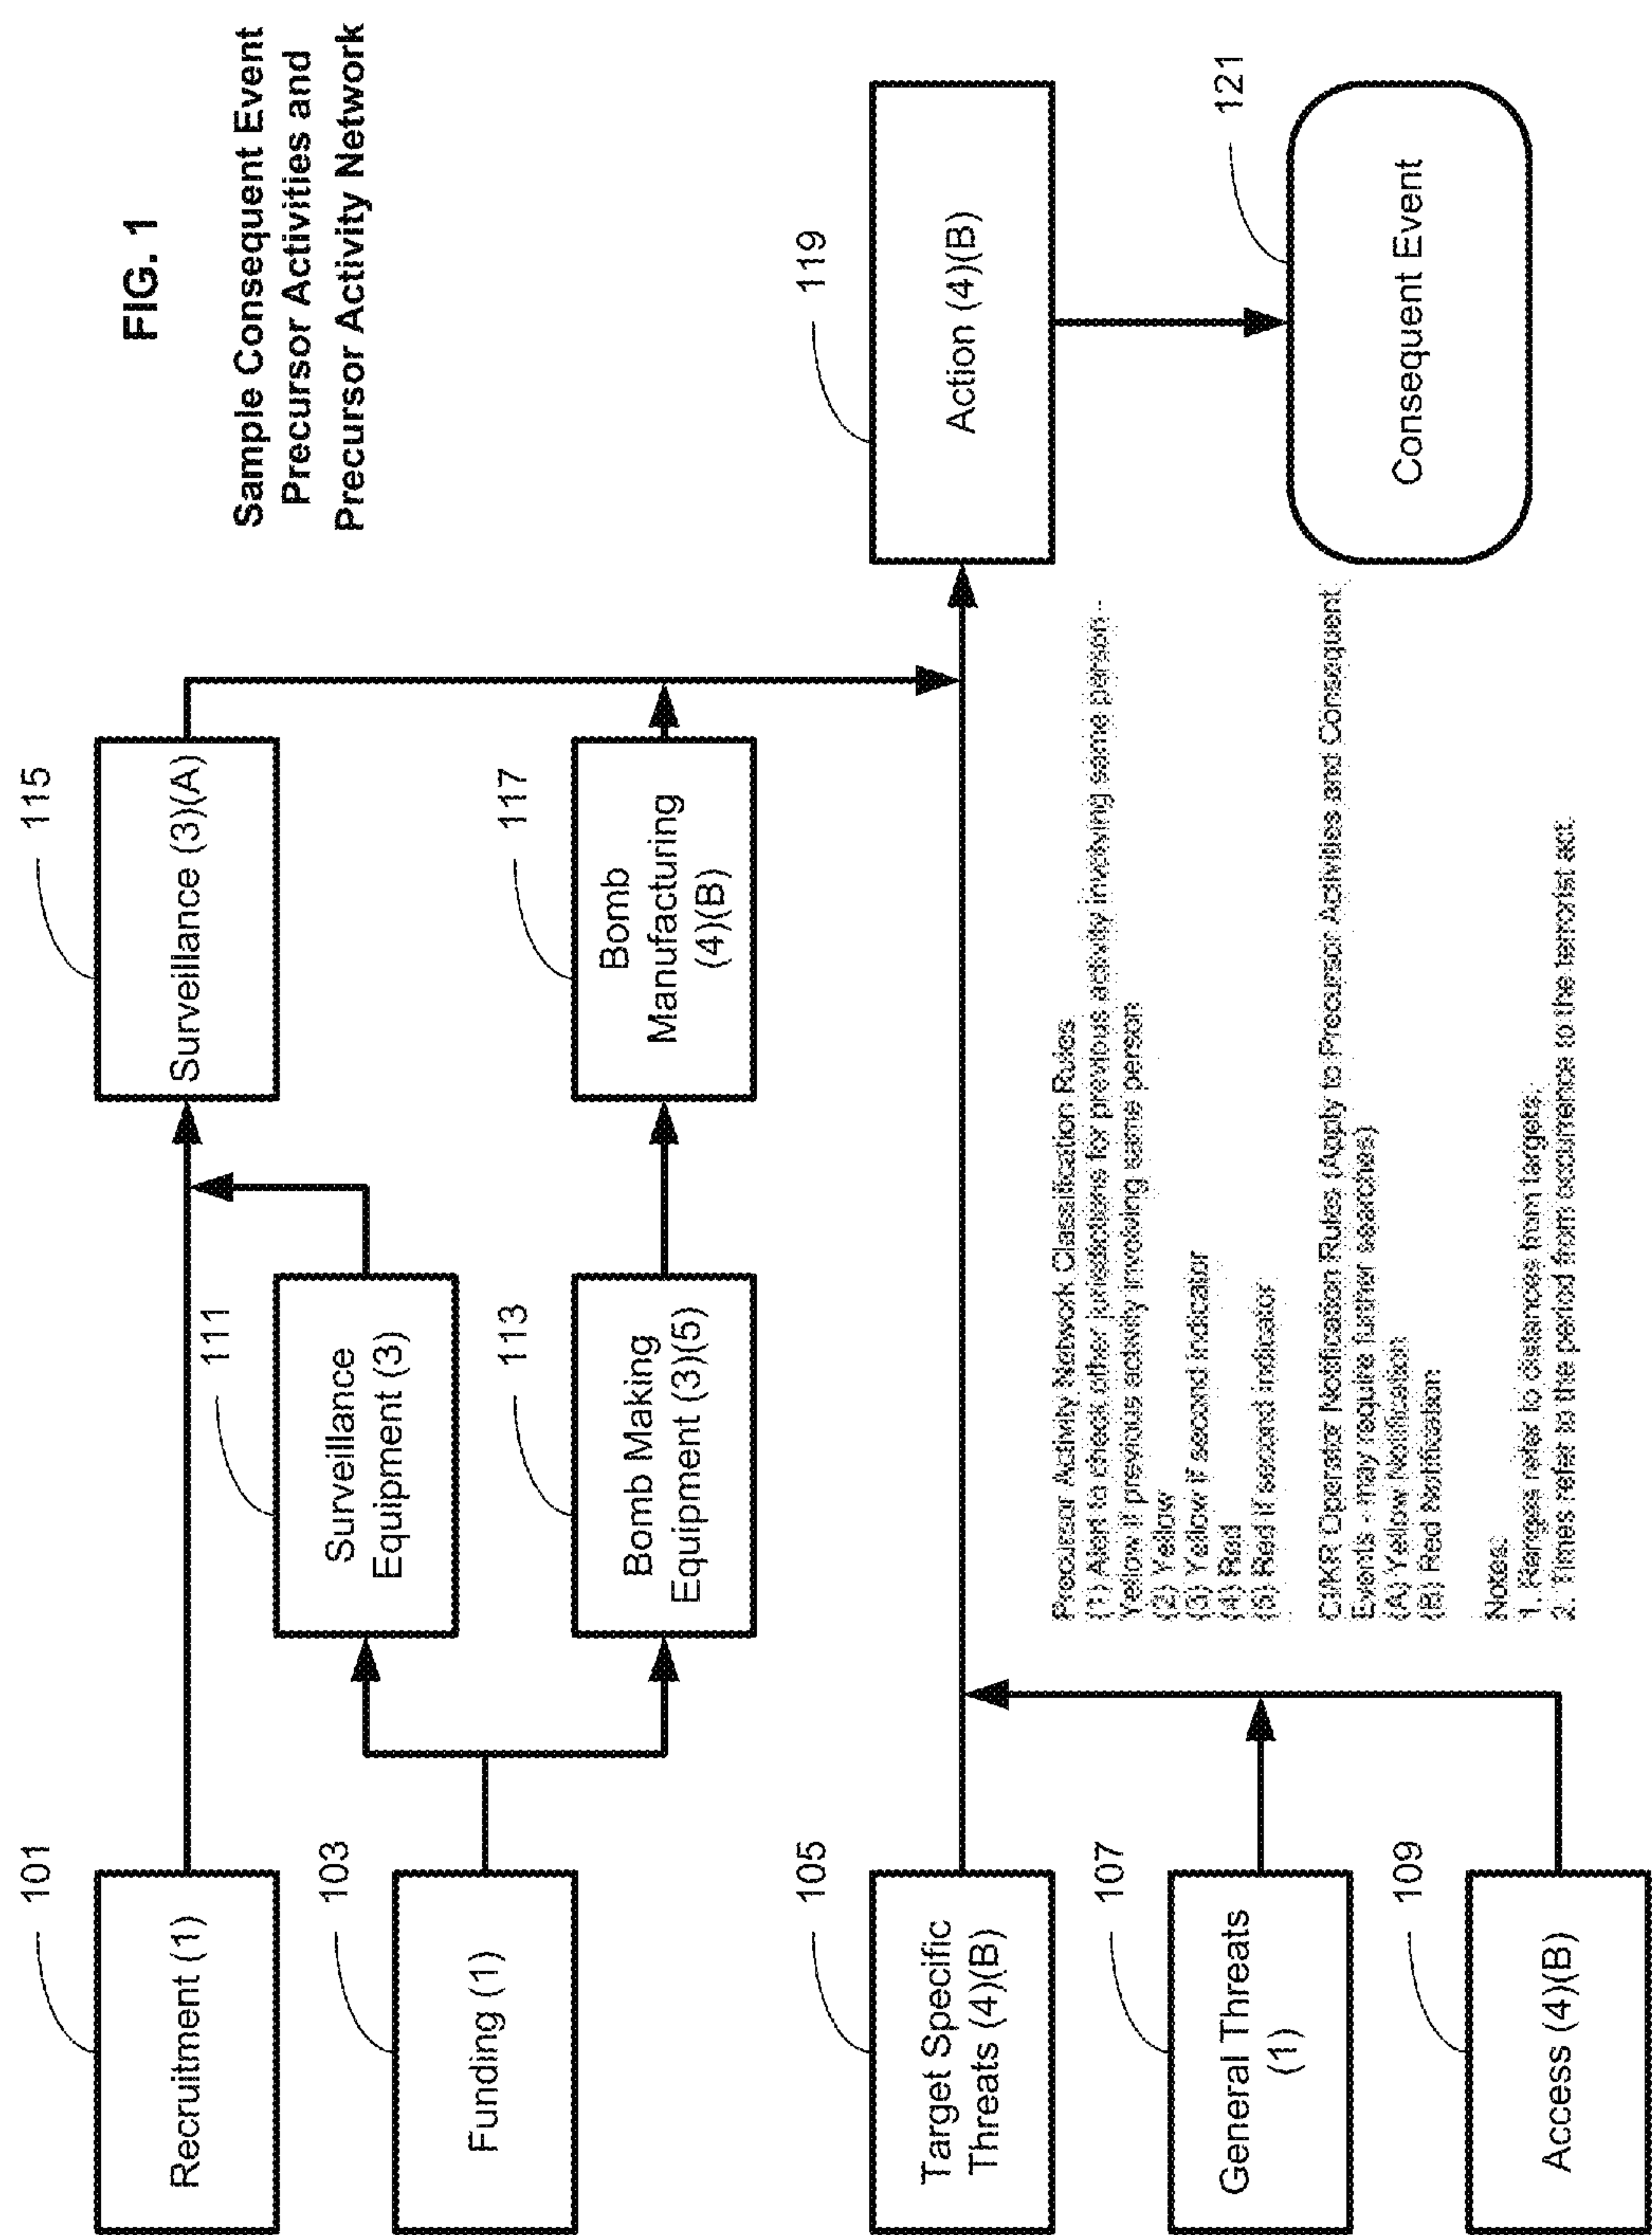 FIG. 1
Sample Consequent Event
Precursor Activities and
Precursor Activity Network
101
Recruitment (1)
103
Funding (1)
105
Target Specific
Threats (4)(B)
107
General Threats
(1)
109
Access (4)(B)
111
Surveillance
Equipment (3)
113
Bomb Making
Equipment (3)(5)
115
Surveillance (3)(A)
117
Bomb
Manufacturing
(4)(B)
119
Action (4)(B)
121
Consequent Event
Precursor Activity Network Classification Rules
(1) Alert to check other jurisdictions for previous activity involving same person -
Yellow if previous activity involving same person
(2) Yellow
(3) Yellow if second indicator
(4) Red
(5) Red if second indicator
CI/KR Operator Notification Rules (Apply to Precursor Activities and Consequent
Events - may require further searches)
(A) Yellow Notification
(B) Red Notification
Notes:
1. Ranges refer to distances from targets.
2. Times refer to the period from occurrence to the terrorist act.